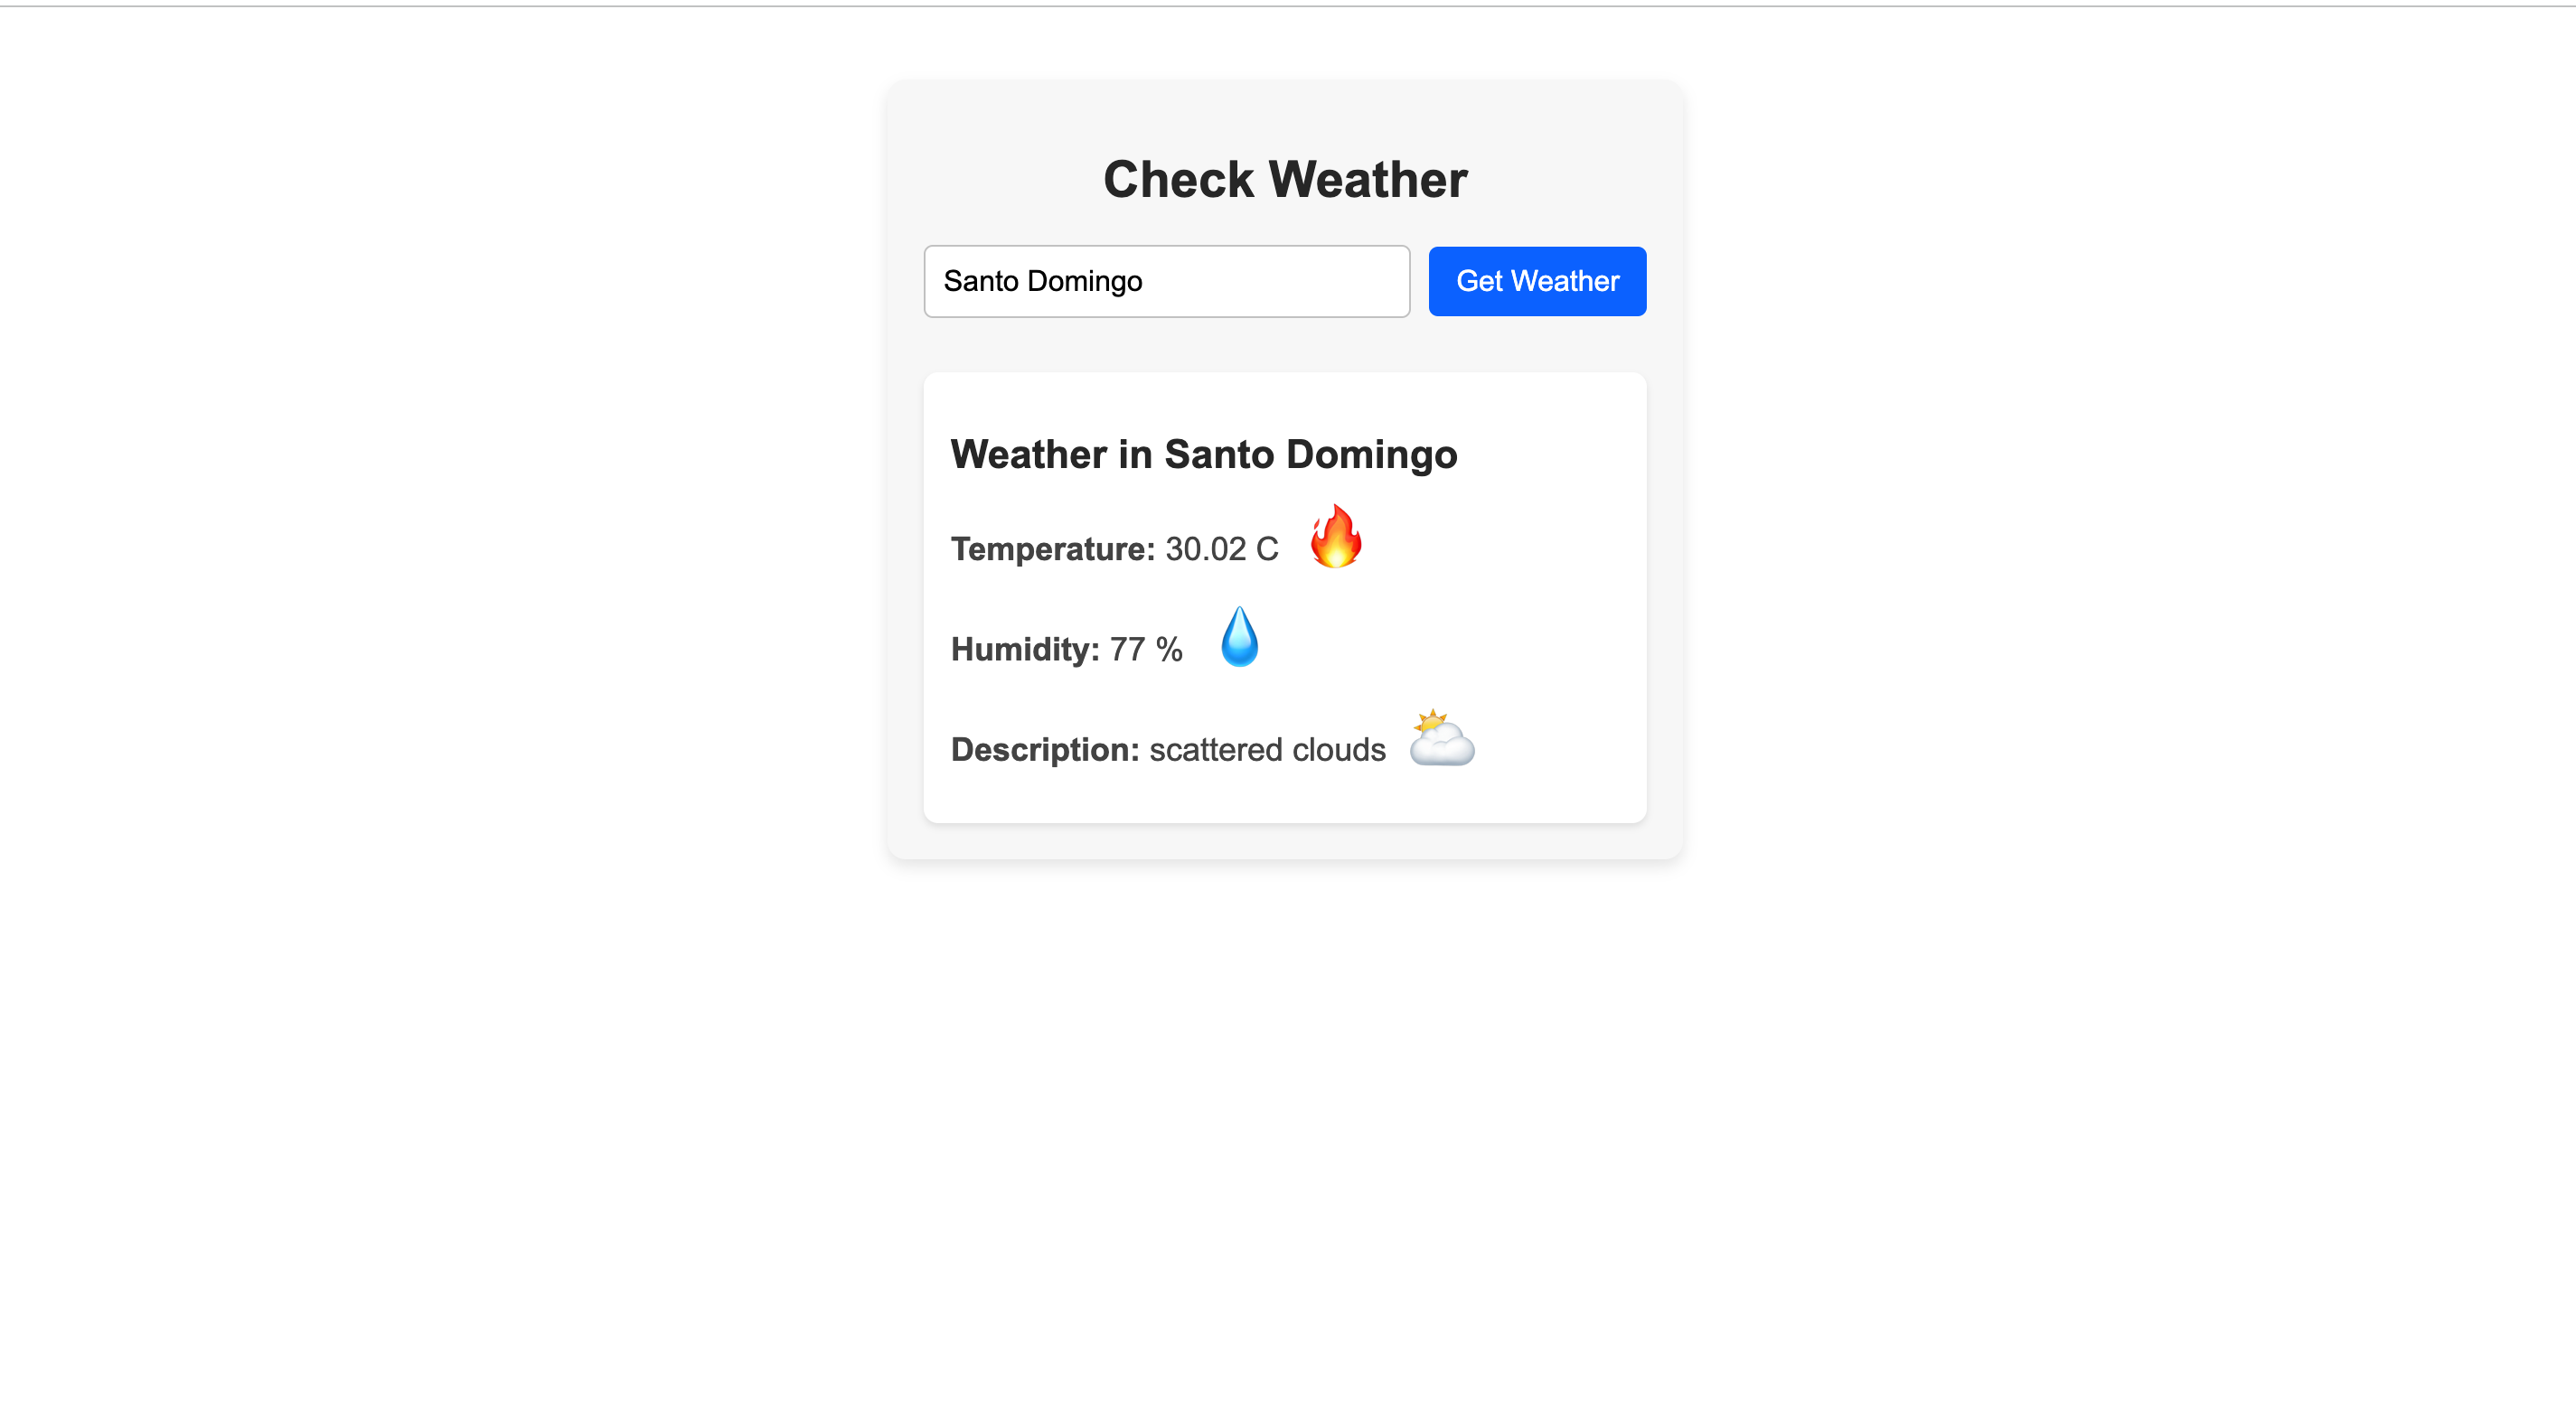 Check Weather
Santo Domingo
Get Weather
Weather in Santo Domingo
Temperature: 30.02 C
Humidity: 77 %
Description: scattered clouds